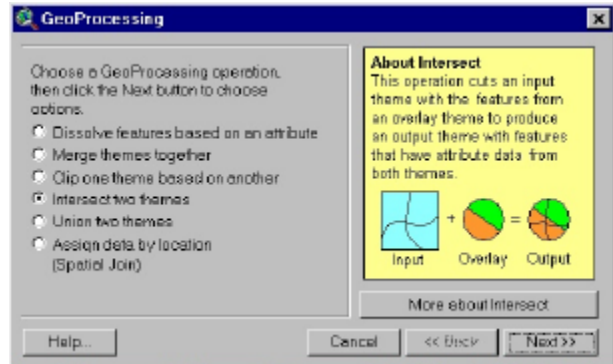 GeoProcessing
Choose a GeoProcessing operation,
then click the Next button to choose
options.
Dissolve features based on an attribute
Merge themes together
Clip one theme based on another
Intersect two themes
Union two themes
Assign data by location
(Spatial Join)
About Intersect
This operation cuts an input
theme with the features from
an overlay theme to produce
an output theme with features
that have attribute data from
both themes.
+ =
Input Overlay Output
More about Intersect
Help... Cancel << Back Next >>